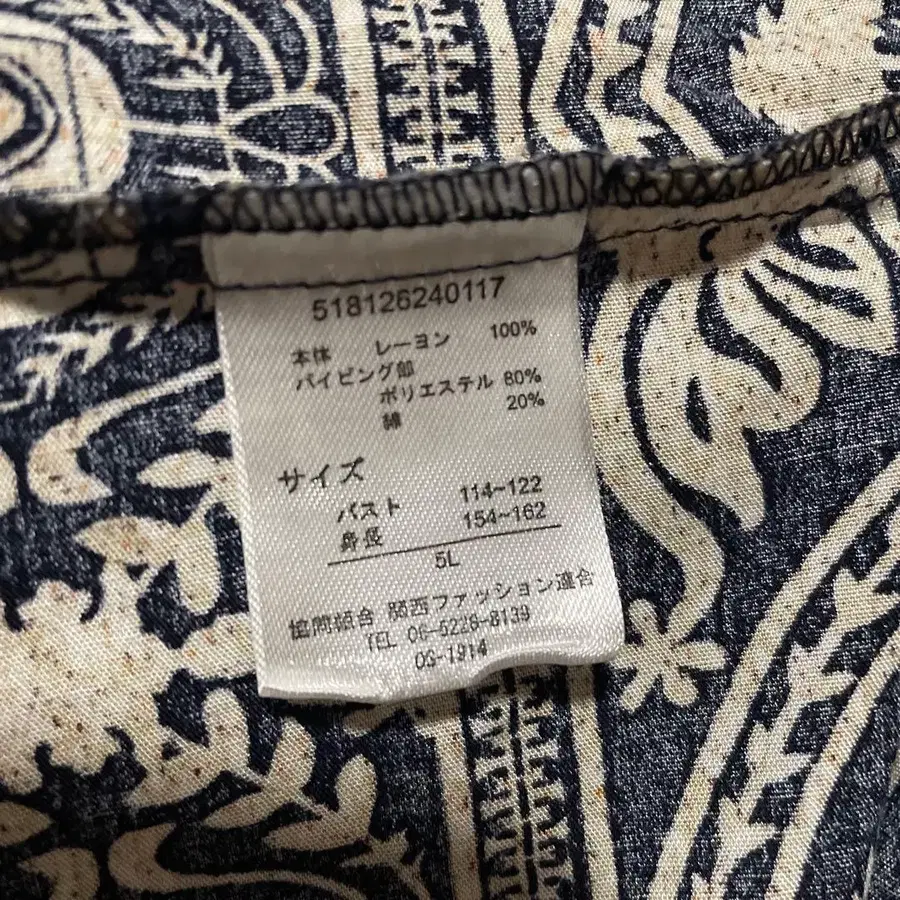 518126240117
本体 レーヨン 100%
パイピング部
ポリエステル 80%
綿 20%
サイズ
バスト 114~122
身長 154~162
5L
協同組合 関西ファッション連合
TEL 06-6228-8139
OS-1914